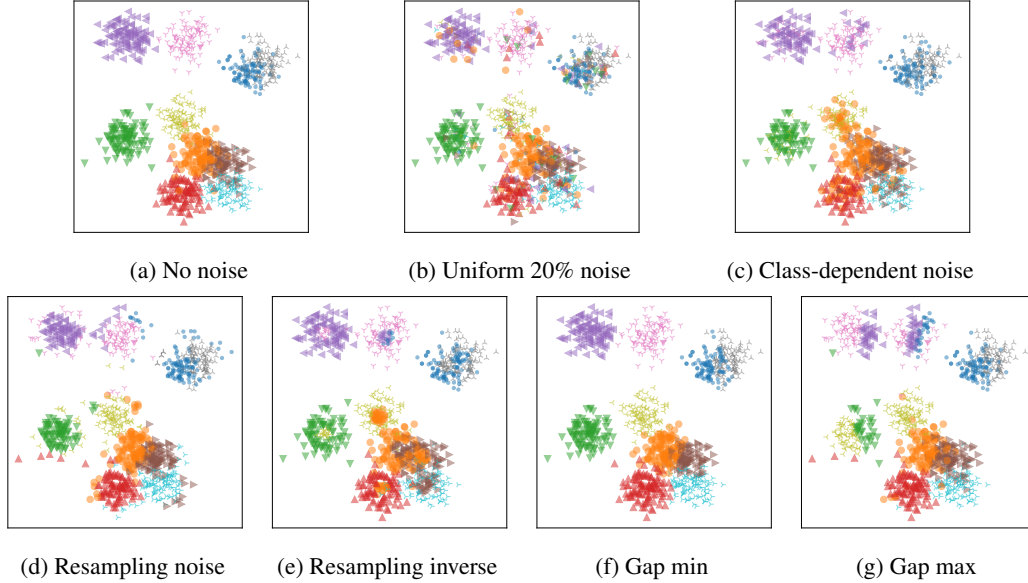 (a) No noise
(b) Uniform 20% noise
(c) Class-dependent noise
(d) Resampling noise
(e) Resampling inverse
(f) Gap min
(g) Gap max